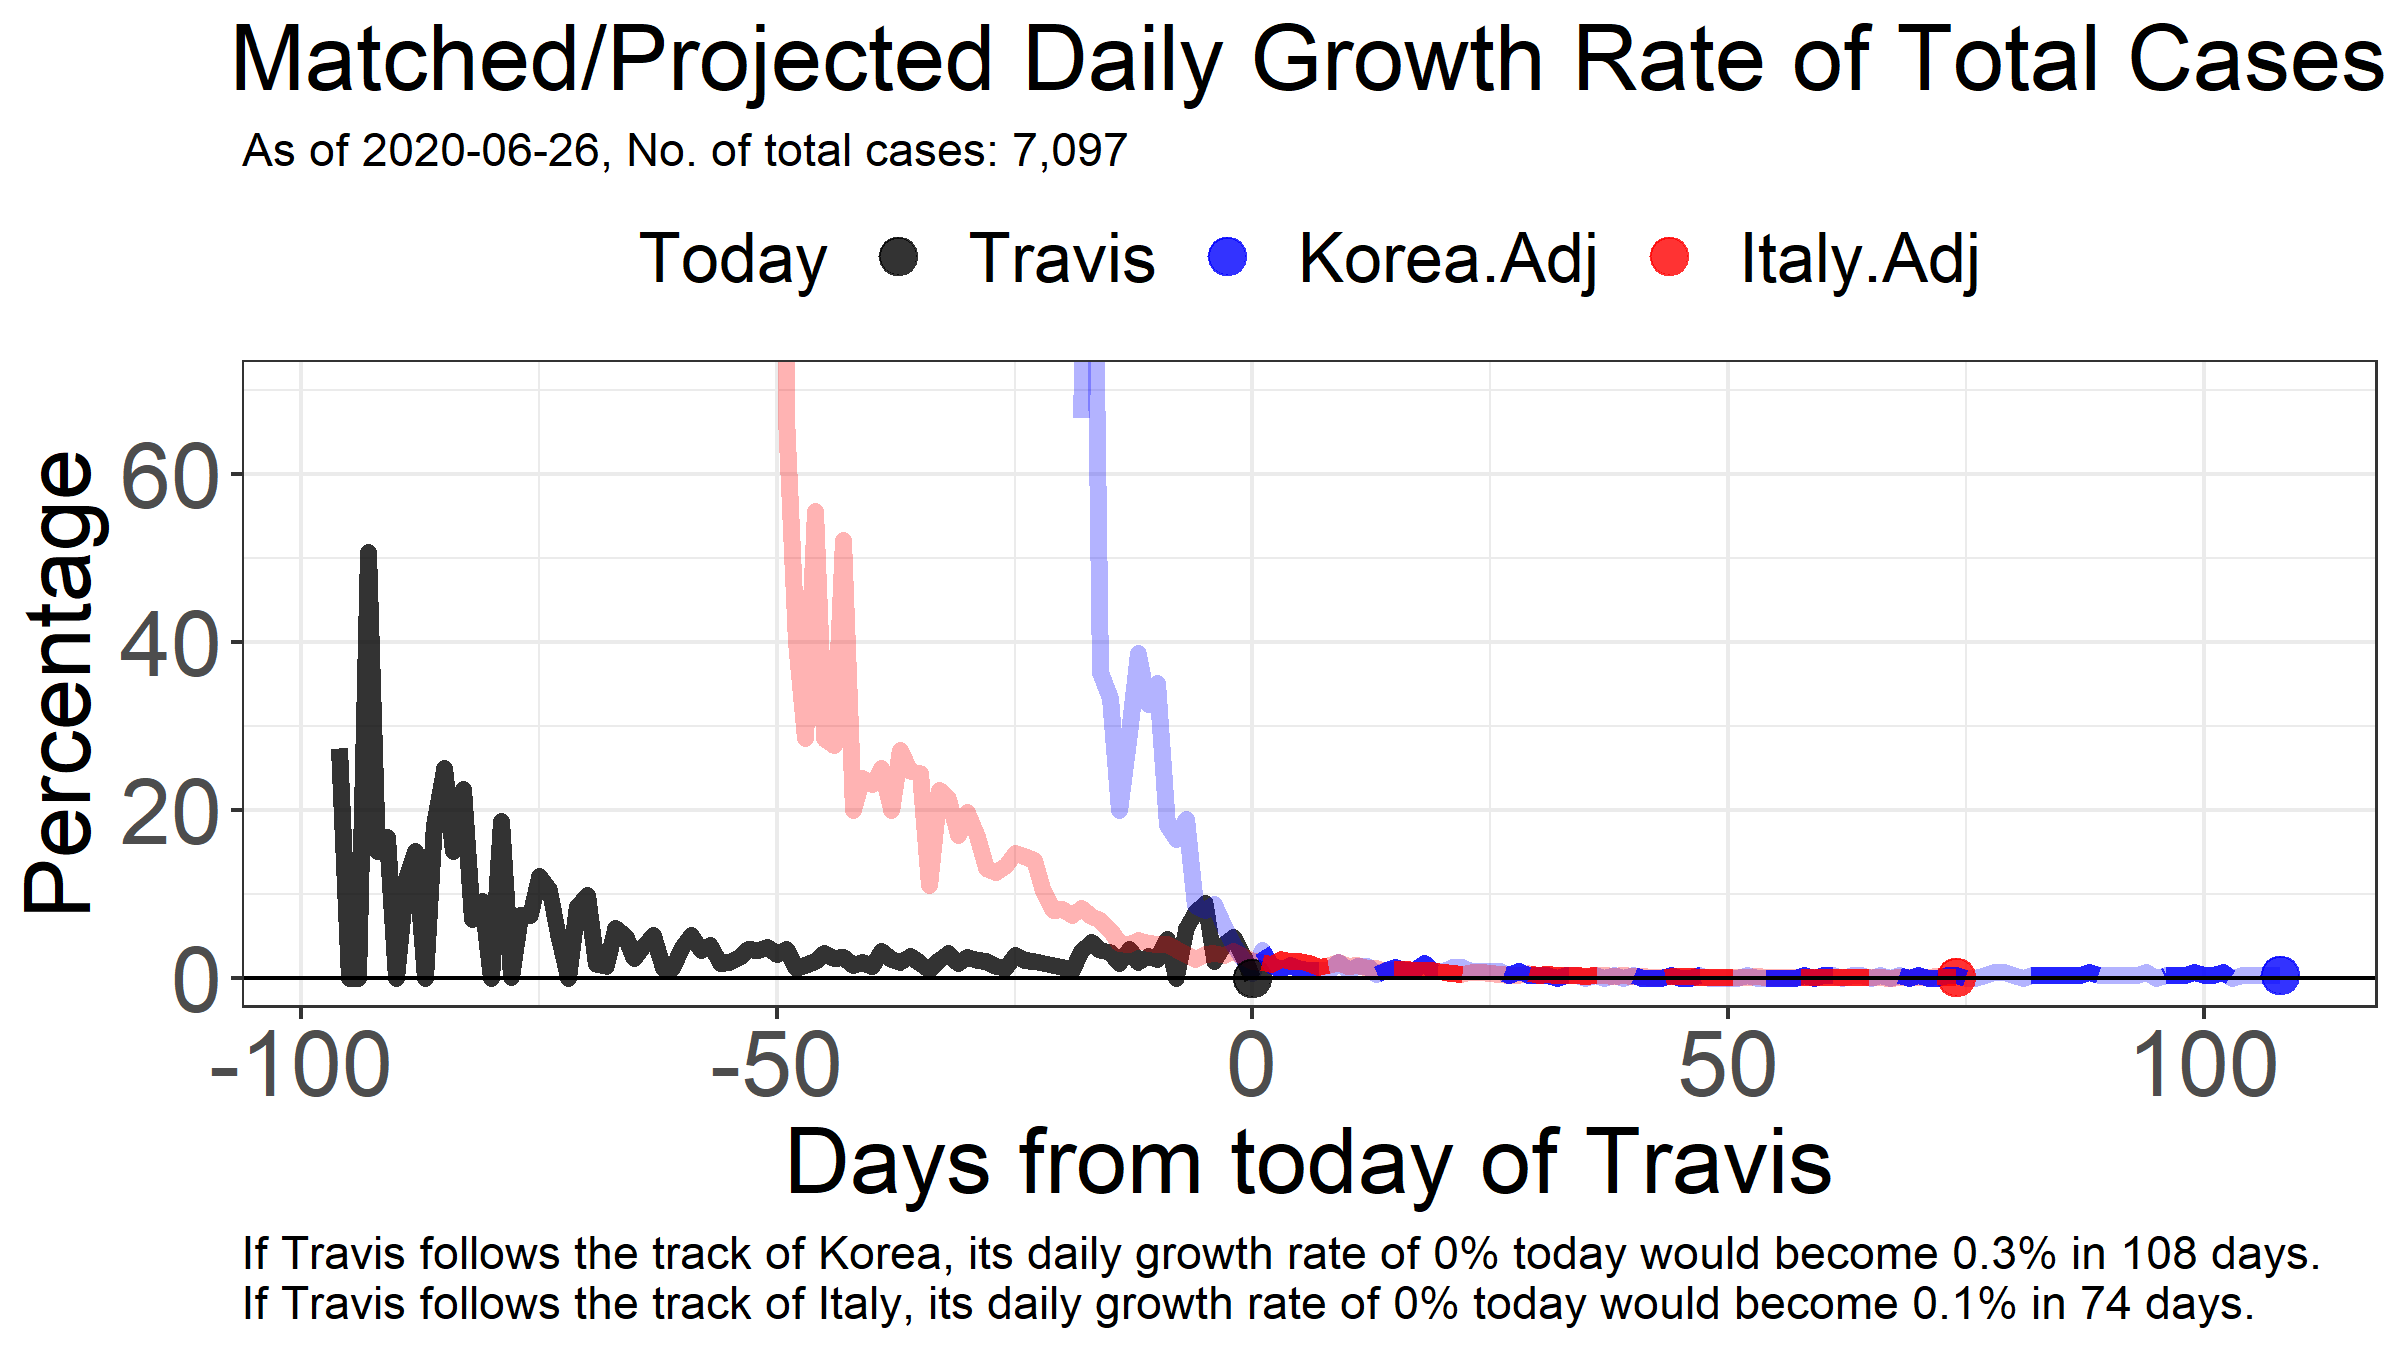 Matched/Projected Daily Growth Rate of Total Cases
As of 2020-06-26, No. of total cases: 7,097
Today Travis Korea.Adj Italy.Adj
Percentage
60
40
20
0
-100 -50 0 50 100
Days from today of Travis
If Travis follows the track of Korea, its daily growth rate of 0% today would become 0.3% in 108 days.
If Travis follows the track of Italy, its daily growth rate of 0% today would become 0.1% in 74 days.